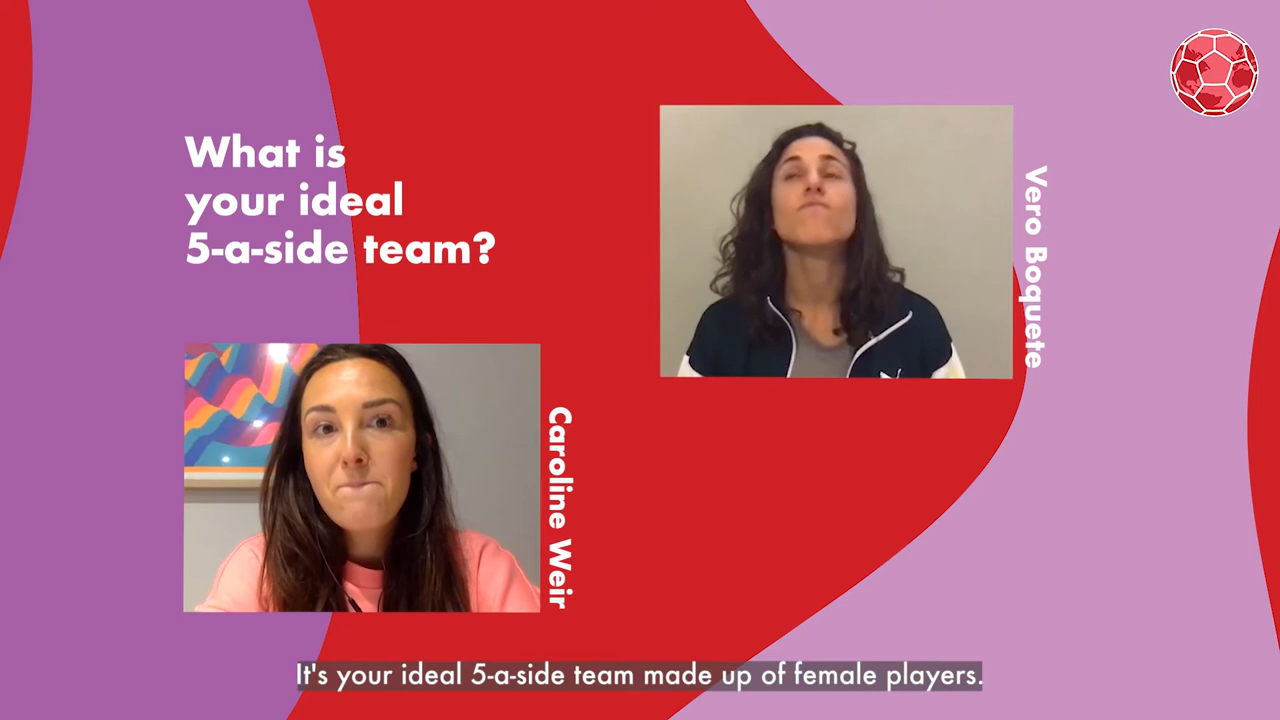 What is
your ideal
5-a-side team?
Vero Boquete
Caroline Weir
It's your ideal 5-a-side team made up of female players.